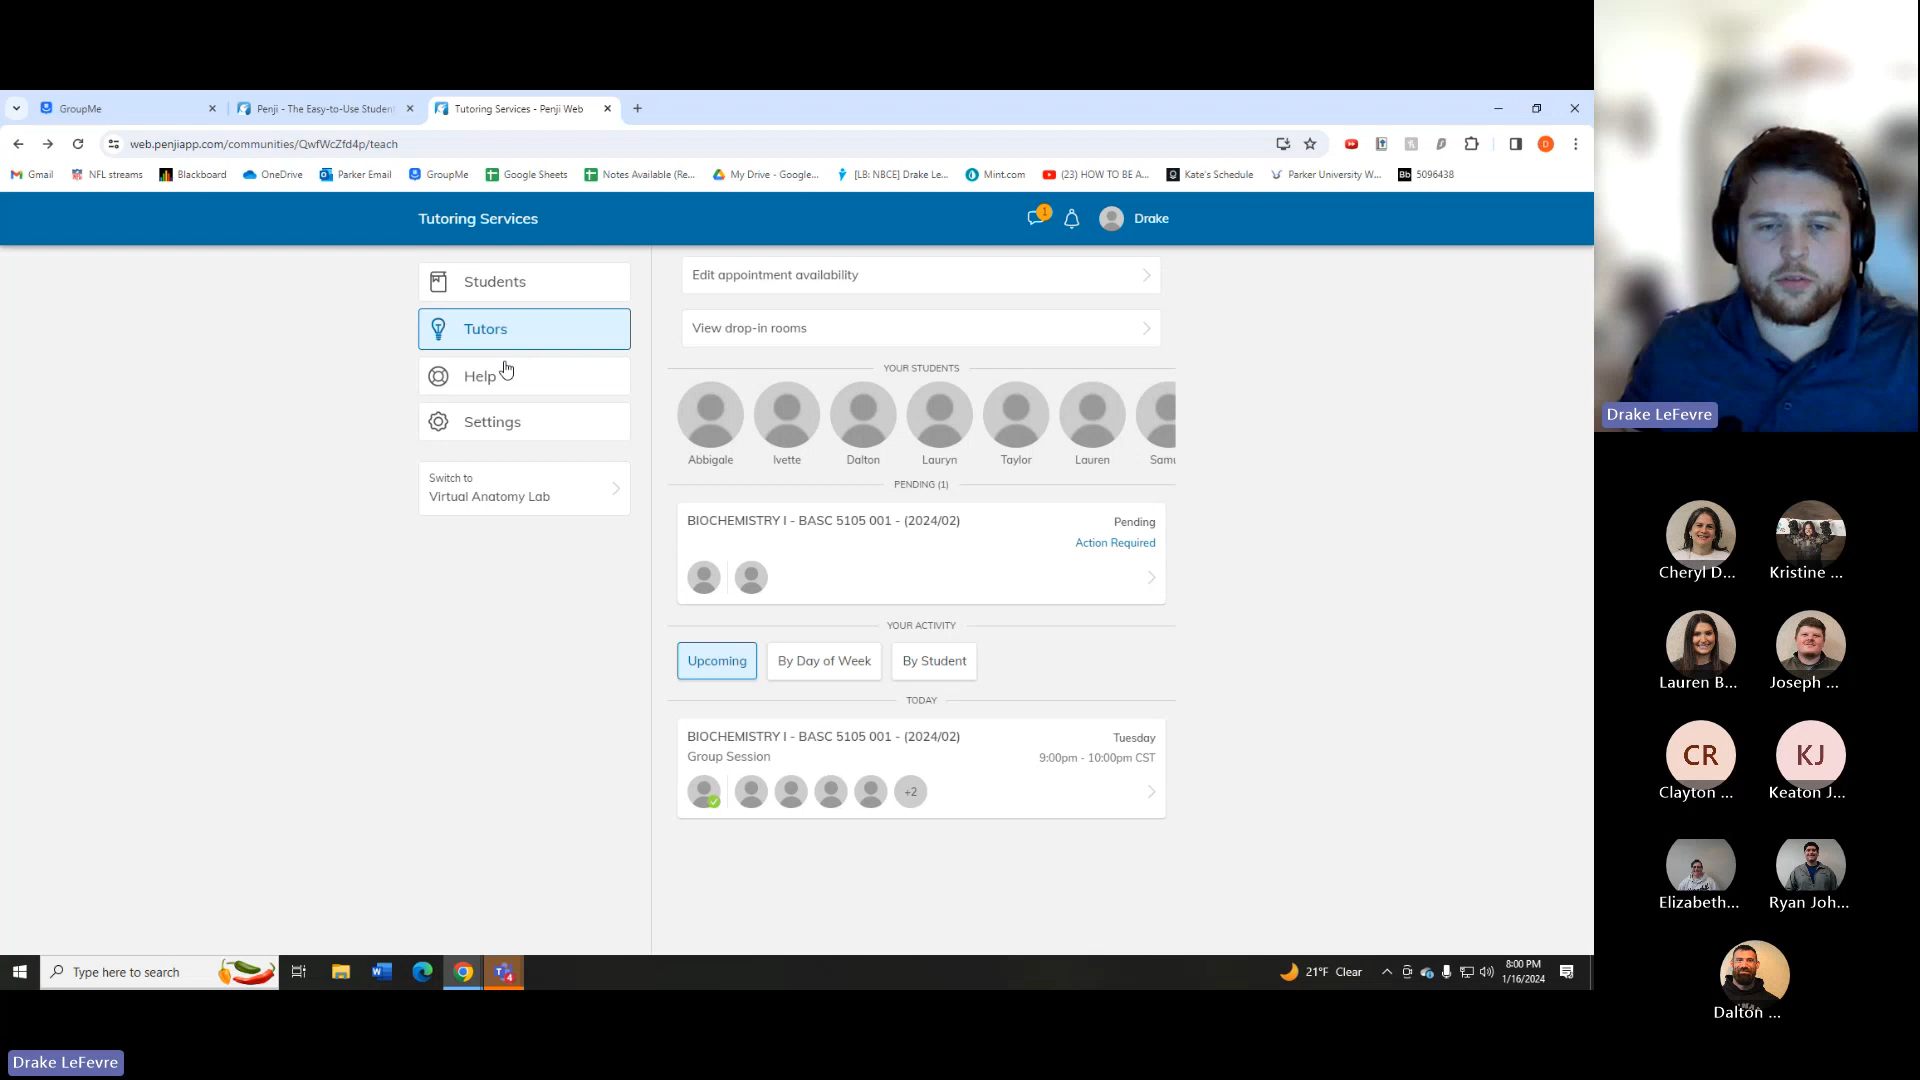 GroupMe
Penji - The Easy-to-Use Studen
Tutoring Services - Penji Web
web.penjiapp.com/communities/QwfWcZfd4p/teach
Gmail
NFL streams
Blackboard
OneDrive
Parker Email
GroupMe
Google Sheets
Notes Available (Re...
My Drive - Google...
[LB: NBCE] Drake Le...
Mint.com
(23) HOW TO BE A...
Kate's Schedule
Parker University W...
Bb 5096438
D
Tutoring Services
1
Drake
Students
Tutors
Help
Settings
Switch to
Virtual Anatomy Lab
Edit appointment availability
View drop-in rooms
YOUR STUDENTS
Abbigale
Ivette
Dalton
Lauryn
Taylor
Lauren
Samu
PENDING (1)
BIOCHEMISTRY I - BASC 5105 001 - (2024/02)
Pending
Action Required
YOUR ACTIVITY
Upcoming
By Day of Week
By Student
TODAY
BIOCHEMISTRY I - BASC 5105 001 - (2024/02)
Tuesday
Group Session
9:00pm - 10:00pm CST
+2
Type here to search
21°F Clear
8:00 PM
1/16/2024
Drake LeFevre
Drake LeFevre
Cheryl D...
Kristine ...
Lauren B...
Joseph ...
CR
KJ
Clayton ...
Keaton J...
Elizabeth...
Ryan Joh...
Dalton ...